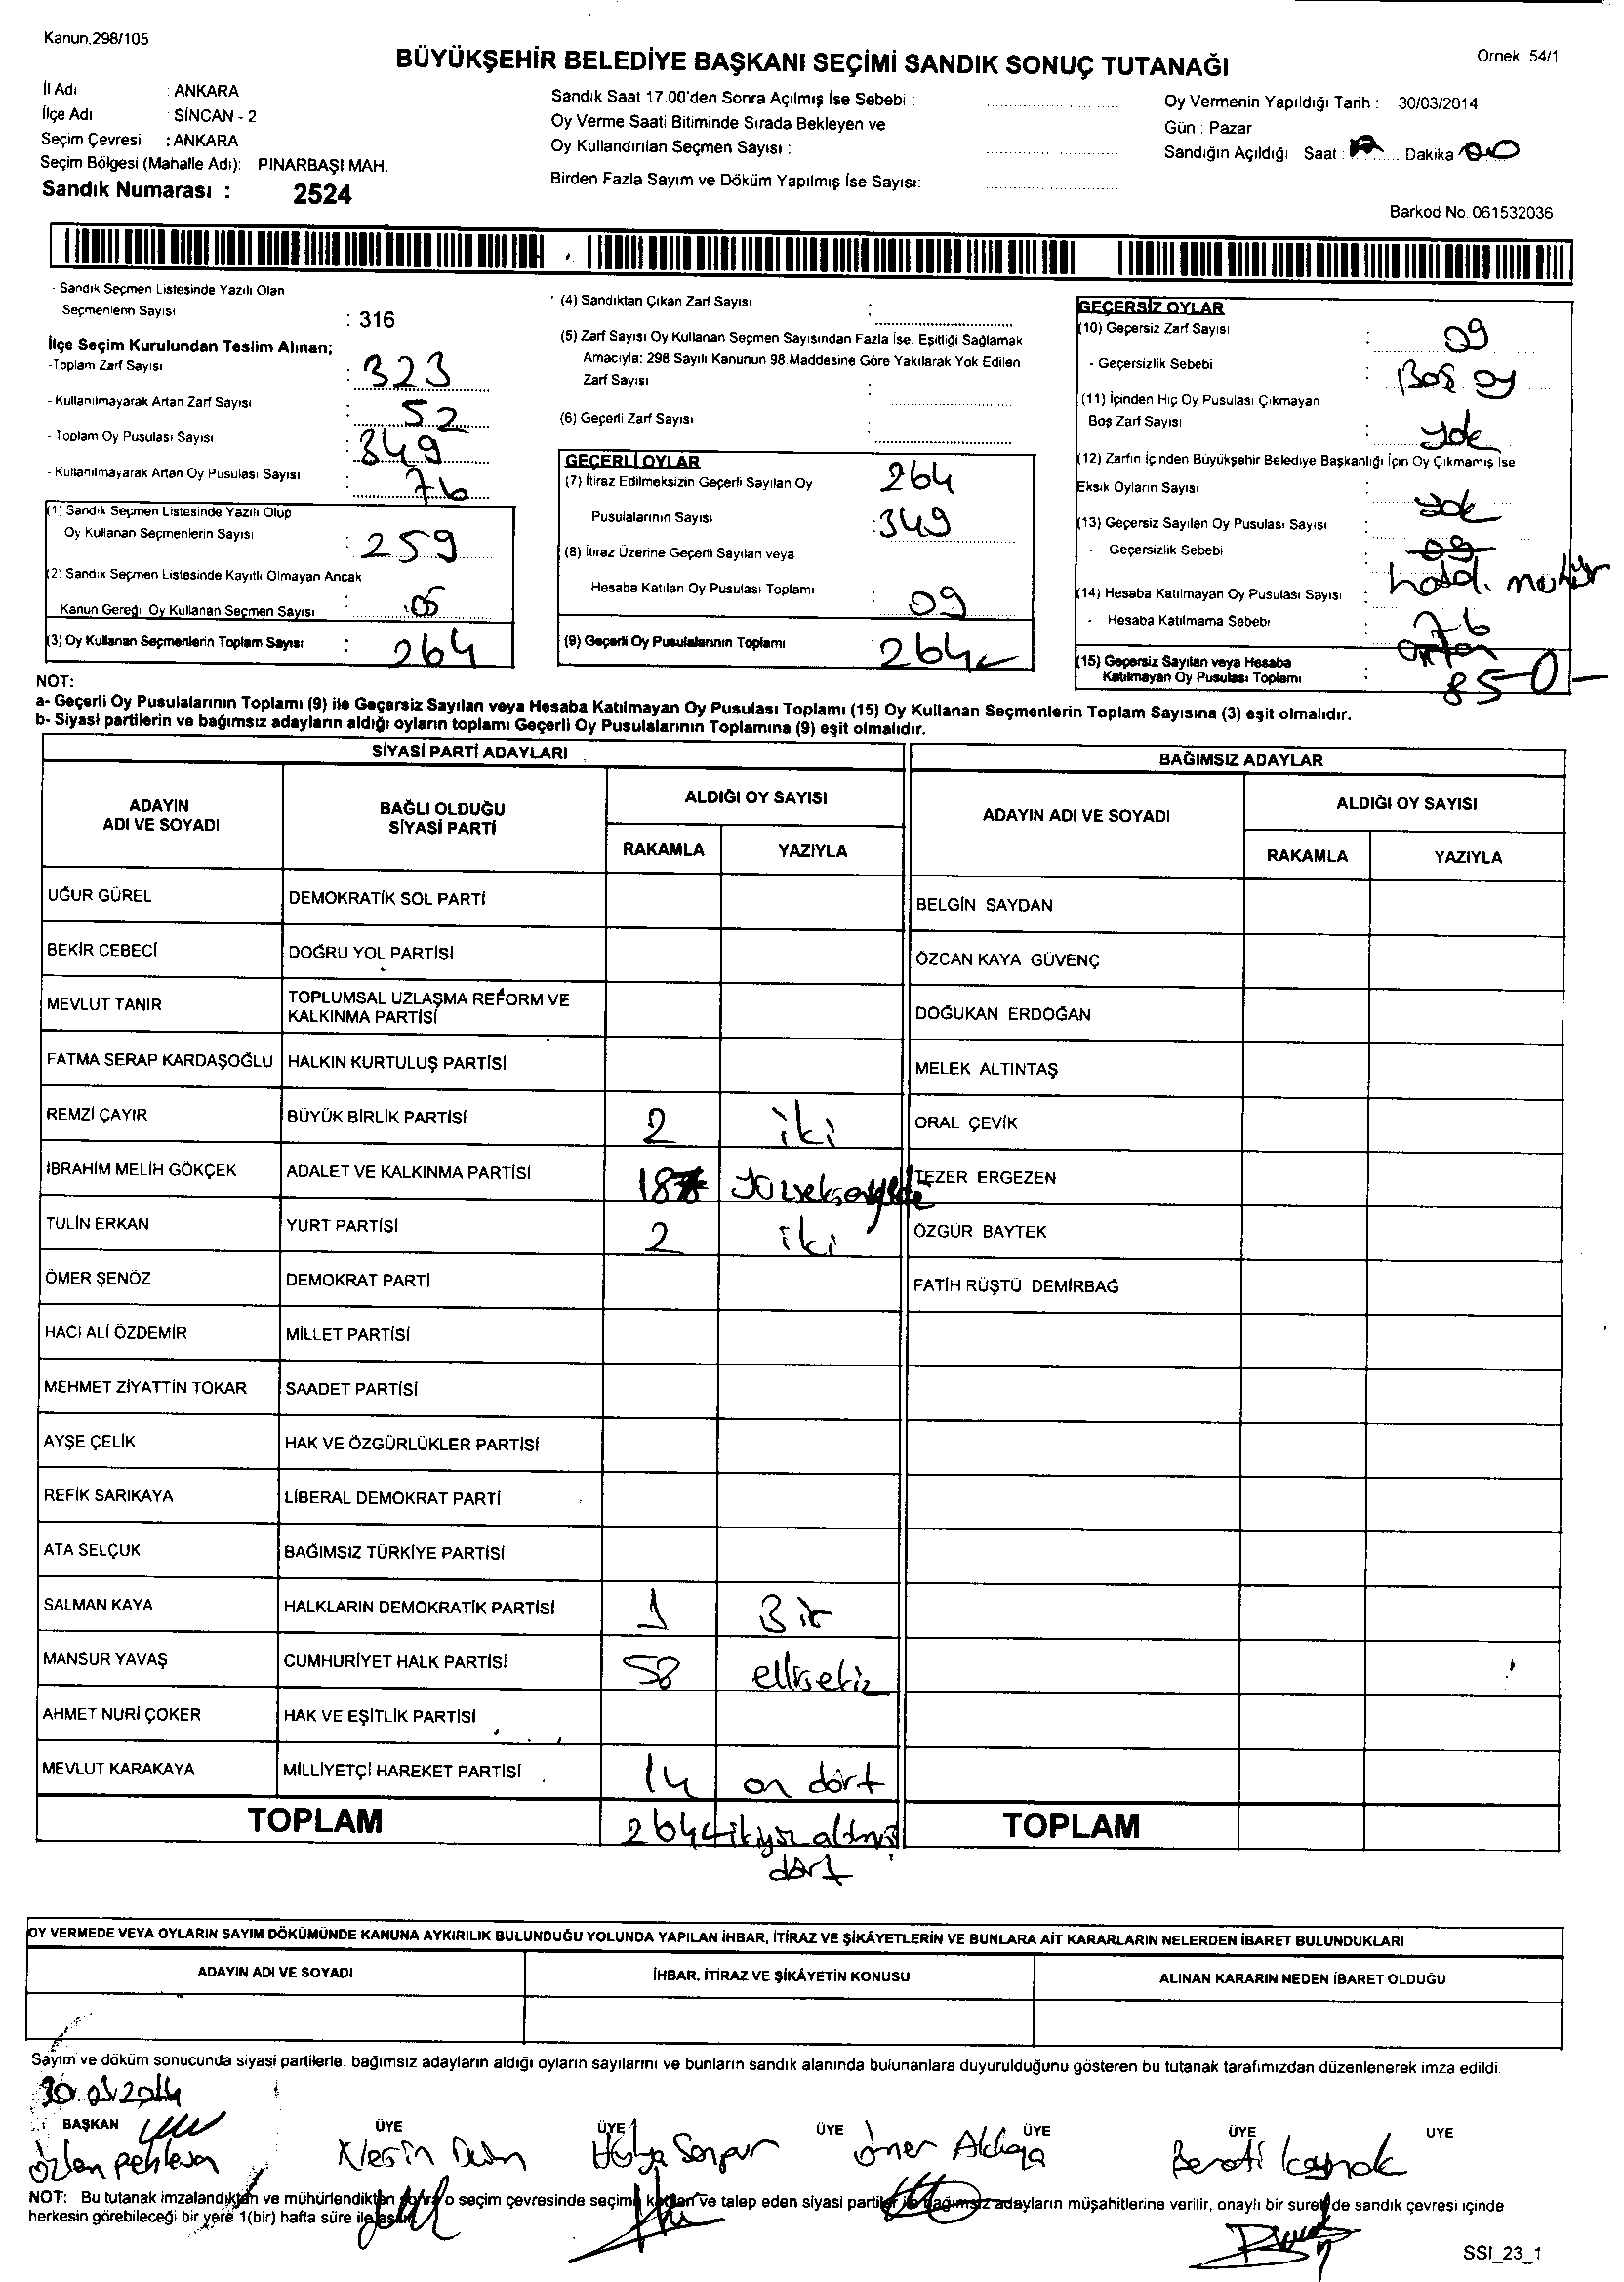 Kanun.298/105
BÜYÜKŞEHİR BELEDİYE BAŞKANI SEÇİMİ SANDIK SONUÇ TUTANAĞI
Ornek. 54/1
İl Adı : ANKARA
İlçe Adı SİNCAN - 2
Seçim Çevresi : ANKARA
Seçim Bölgesi (Mahalle Adı): PINARBAŞI MAH.
Sandık Numarası : 2524
Sandık Saat 17.00'den Sonra Açılmış İse Sebebi :
Oy Verme Saati Bitiminde Sırada Bekleyen ve
Oy Kullandırılan Seçmen Sayısı :
Birden Fazla Sayım ve Döküm Yapılmış İse Sayısı:
Oy Vermenin Yapıldığı Tarih : 30/03/2014
Gün : Pazar
Sandığın Açıldığı Saat : Dakika 00
Barkod No. 061532036
- Sandık Seçmen Listesinde Yazılı Olan
Seçmenlerin Sayısı : 316
İlçe Seçim Kurulundan Teslim Alınan;
-Toplam Zarf Sayısı : 323
- Kullanılmayarak Artan Zarf Sayısı : 52
- Toplam Oy Pusulası Sayısı : 349
- Kullanılmayarak Artan Oy Pusulası Sayısı : 76
(1) Sandık Seçmen Listesinde Yazılı Olup
Oy Kullanan Seçmenlerin Sayısı : 259
(2) Sandık Seçmen Listesinde Kayıtlı Olmayan Ancak
Kanun Gereği Oy Kullanan Seçmen Sayısı : 05
(3) Oy Kullanan Seçmenlerin Toplam Sayısı : 264
(4) Sandıktan Çıkan Zarf Sayısı :
(5) Zarf Sayısı Oy Kullanan Seçmen Sayısından Fazla İse, Eşitliği Sağlamak
Amacıyla: 298 Sayılı Kanunun 98.Maddesine Göre Yakılarak Yok Edilen
Zarf Sayısı :
(6) Geçerli Zarf Sayısı :
GEÇERLİ OYLAR
(7) İtiraz Edilmeksizin Geçerli Sayılan Oy 264
Pusulalarının Sayısı : 349
(8) İtiraz Üzerine Geçerli Sayılan veya
Hesaba Katılan Oy Pusulası Toplamı : 09
(9) Geçerli Oy Pusulalarının Toplamı : 264
GEÇERSİZ OYLAR
(10) Geçersiz Zarf Sayısı : 09
- Geçersizlik Sebebi : Boş oy
(11) İçinden Hiç Oy Pusulası Çıkmayan
Boş Zarf Sayısı : yok
(12) Zarfın İçinden Büyükşehir Belediye Başkanlığı İçin Oy Çıkmamış İse
Eksik Oyların Sayısı : yok
(13) Geçersiz Sayılan Oy Pusulası Sayısı : 09
- Geçersizlik Sebebi
(14) Hesaba Katılmayan Oy Pusulası Sayısı : 76
- Hesaba Katılmama Sebebi : artan
(15) Geçersiz Sayılan veya Hesaba
Katılmayan Oy Pusulası Toplamı : 85-0-
NOT:
a- Geçerli Oy Pusulalarının Toplamı (9) ile Geçersiz Sayılan veya Hesaba Katılmayan Oy Pusulası Toplamı (15) Oy Kullanan Seçmenlerin Toplam Sayısına (3) eşit olmalıdır.
b- Siyasi partilerin ve bağımsız adayların aldığı oyların toplamı Geçerli Oy Pusulalarının Toplamına (9) eşit olmalıdır.
SİYASİ PARTİ ADAYLARI
BAĞIMSIZ ADAYLAR
ADAYIN ADI VE SOYADI
BAĞLI OLDUĞU SİYASİ PARTİ
ALDIĞI OY SAYISI
RAKAMLA YAZIYLA
ADAYIN ADI VE SOYADI
ALDIĞI OY SAYISI
RAKAMLA YAZIYLA
UĞUR GÜREL DEMOKRATİK SOL PARTİ BELGİN SAYDAN
BEKİR CEBECİ DOĞRU YOL PARTİSİ ÖZCAN KAYA GÜVENÇ
MEVLUT TANIR TOPLUMSAL UZLAŞMA REFORM VE KALKINMA PARTİSİ DOĞUKAN ERDOĞAN
FATMA SERAP KARDAŞOĞLU HALKIN KURTULUŞ PARTİSİ MELEK ALTINTAŞ
REMZİ ÇAYIR BÜYÜK BİRLİK PARTİSİ 2 iki ORAL ÇEVİK
İBRAHİM MELİH GÖKÇEK ADALET VE KALKINMA PARTİSİ TEZER ERGEZEN
TÜLİN ERKAN YURT PARTİSİ 2 iki ÖZGÜR BAYTEK
ÖMER ŞENÖZ DEMOKRAT PARTİ FATİH RÜŞTÜ DEMİRBAĞ
HACI ALİ ÖZDEMİR MİLLET PARTİSİ
MEHMET ZİYATTİN TOKAR SAADET PARTİSİ
AYŞE ÇELİK HAK VE ÖZGÜRLÜKLER PARTİSİ
REFİK SARIKAYA LİBERAL DEMOKRAT PARTİ
ATA SELÇUK BAĞIMSIZ TÜRKİYE PARTİSİ
SALMAN KAYA HALKLARIN DEMOKRATİK PARTİSİ 1 Bir
MANSUR YAVAŞ CUMHURİYET HALK PARTİSİ 58 ellisekiz
AHMET NURİ ÇOKER HAK VE EŞİTLİK PARTİSİ
MEVLUT KARAKAYA MİLLİYETÇİ HAREKET PARTİSİ 14 on dört
TOPLAM 264 ikiyüz altmış dört TOPLAM
OY VERMEDE VEYA OYLARIN SAYIM DÖKÜMÜNDE KANUNA AYKIRILIK BULUNDUĞU YOLUNDA YAPILAN İHBAR, İTİRAZ VE ŞİKÂYETLERİN VE BUNLARA AİT KARARLARIN NELERDEN İBARET BULUNDUKLARI
ADAYIN ADI VE SOYADI
İHBAR, İTİRAZ VE ŞİKÂYETİN KONUSU
ALINAN KARARIN NEDEN İBARET OLDUĞU
Sayım ve döküm sonucunda siyasi partilerle, bağımsız adayların aldığı oyların sayılarını ve bunların sandık alanında bulunanlara duyurulduğunu gösteren bu tutanak tarafımızdan düzenlenerek imza edildi.
30.03.2014
BAŞKAN ÜYE ÜYE ÜYE ÜYE ÜYE ÜYE
NOT: Bu tutanak imzalandıktan ve mühürlendikten sonra o seçim çevresinde seçime katılan ve talep eden siyasi partiler ile bağımsız adayların müşahitlerine verilir, onaylı bir suret de sandık çevresi içinde
herkesin görebileceği bir yere 1(bir) hafta süre ile asılır.
SSI_23_1